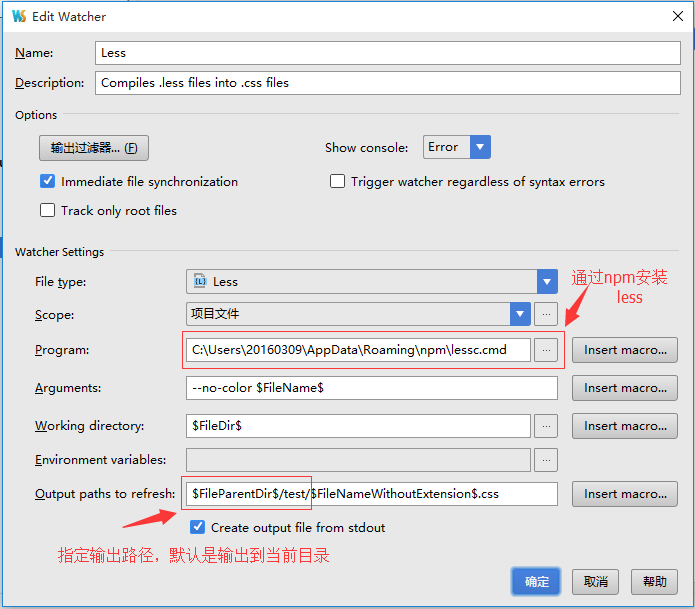 Edit Watcher
Name: Less
Description: Compiles .less files into .css files
Options
输出过滤器... (F) Show console: Error
Immediate file synchronization Trigger watcher regardless of syntax errors
Track only root files
Watcher Settings
File type: Less
通过npm安装
less
Scope: 项目文件 ...
Program: C:\Users\20160309\AppData\Roaming\npm\lessc.cmd ... Insert macro...
Arguments: --no-color $FileName$ Insert macro...
Working directory: $FileDir$ ... Insert macro...
Environment variables: ...
Output paths to refresh: $FileParentDir$/test/$FileNameWithoutExtension$.css Insert macro...
Create output file from stdout
指定输出路径，默认是输出到当前目录
确定 取消 帮助